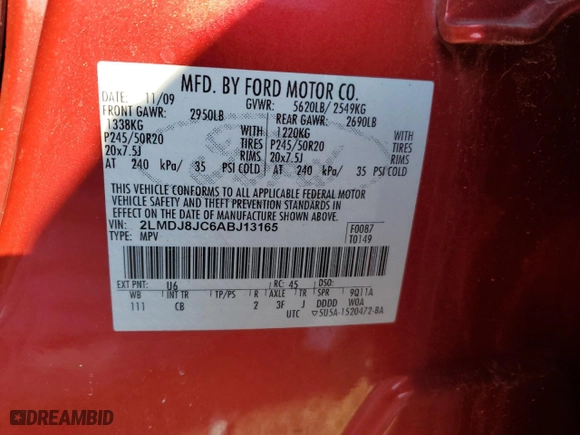 MFD. BY FORD MOTOR CO.
DATE: 11/09 GVWR: 5620LB/ 2549KG
FRONT GAWR: 2950LB REAR GAWR: 2690LB
1338KG 1220KG
P245/50R20 TIRES P245/50R20 TIRES
20x7.5J RIMS 20x7.5J RIMS
AT 240 kPa/ 35 PSI COLD AT 240 kPa/ 35 PSI COLD
THIS VEHICLE CONFORMS TO ALL APPLICABLE FEDERAL MOTOR
VEHICLE SAFETY AND THEFT PREVENTION STANDARDS IN
EFFECT ON THE DATE OF MANUFACTURE SHOWN ABOVE.
VIN: 2LMDJ8JC6ABJ13165 F0087
TYPE: MPV T0149
EXT PNT: U6 RC: 45 DSO:
WB INT TR TP/PS R AXLE TR SPR 9Q11A
111 CB 2 3F J DDDD WOA
UTC ▽5U5A-1520472-BA
DREAMBID